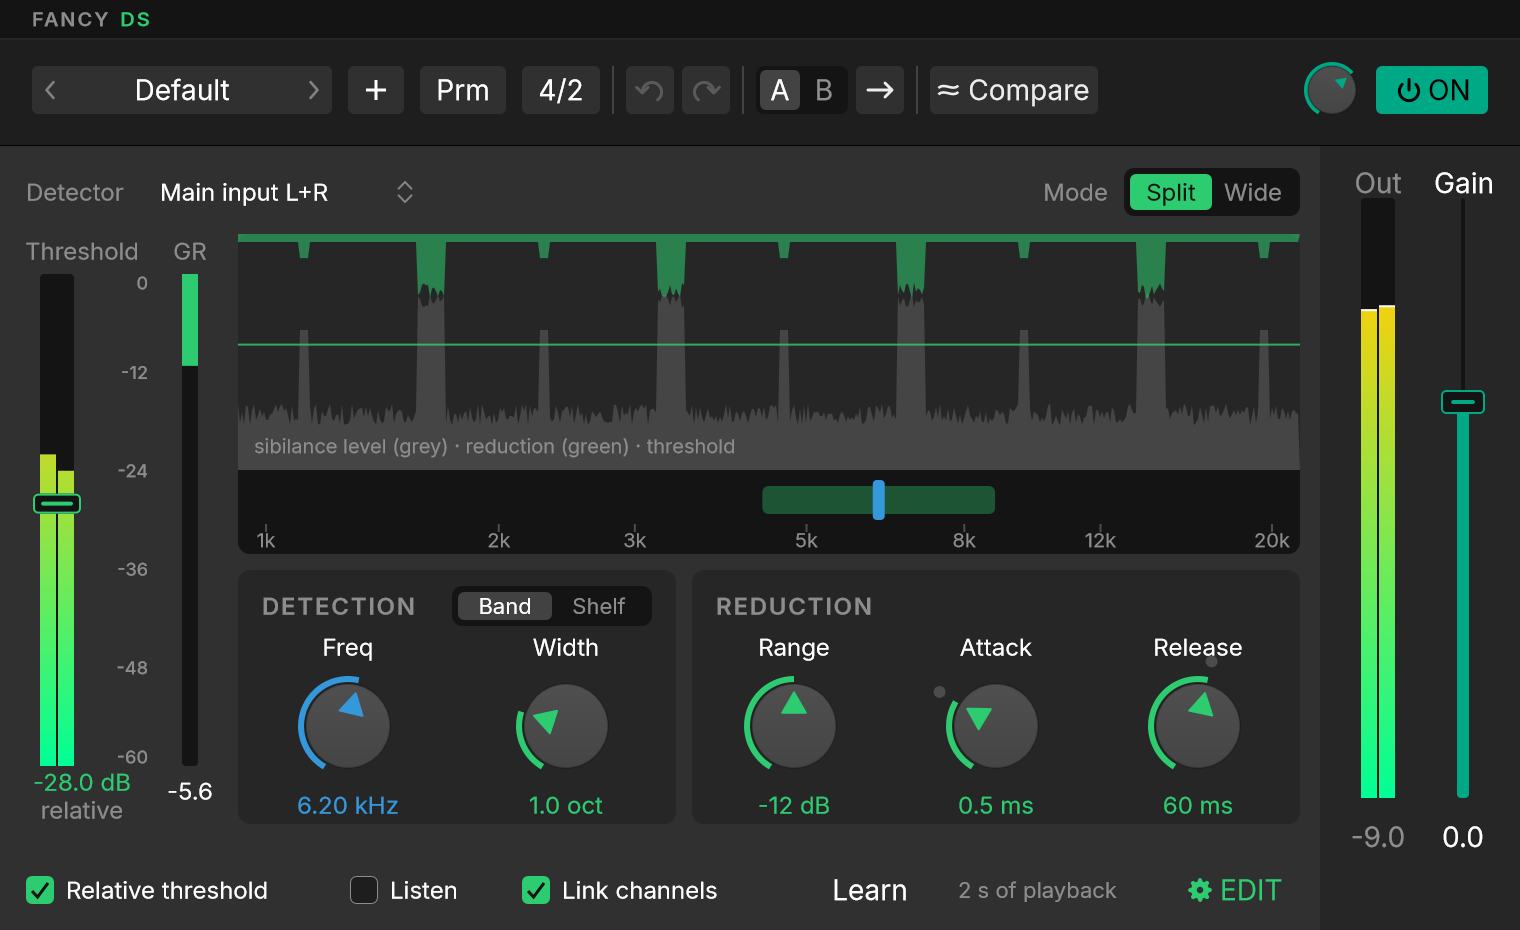 FANCY DS
Default
+ Prm 4/2 A B → ≈ Compare ON
Detector Main input L+R Mode Split Wide
Out Gain
Threshold GR
0
-12
-24
-36
-48
-60
-28.0 dB
relative
-5.6
sibilance level (grey) · reduction (green) · threshold
1k 2k 3k 5k 8k 12k 20k
DETECTION Band Shelf
Freq Width
6.20 kHz 1.0 oct
REDUCTION
Range Attack Release
-12 dB 0.5 ms 60 ms
-9.0 0.0
Relative threshold Listen Link channels Learn 2 s of playback EDIT